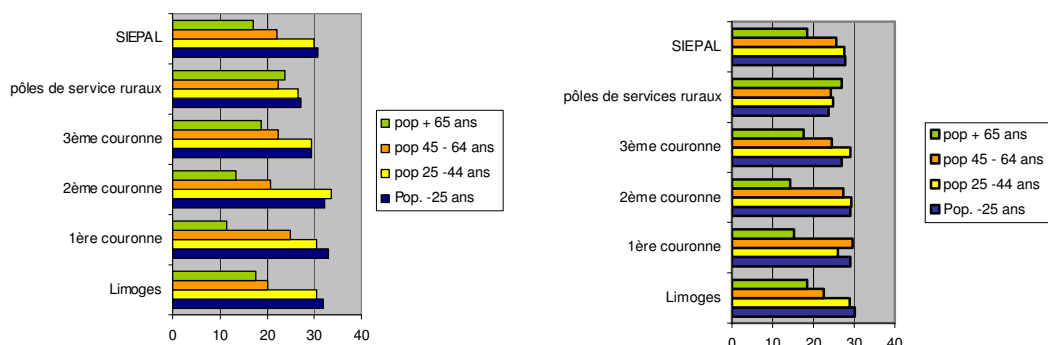 SIEPAL
pôles de service ruraux
3ème couronne
2ème couronne
1ère couronne
Limoges
0 10 20 30 40
pop + 65 ans
pop 45 - 64 ans
pop 25 -44 ans
Pop. -25 ans
SIEPAL
pôles de services ruraux
3ème couronne
2ème couronne
1ère couronne
Limoges
0 10 20 30 40
pop + 65 ans
pop 45 - 64 ans
pop 25 -44 ans
Pop. -25 ans